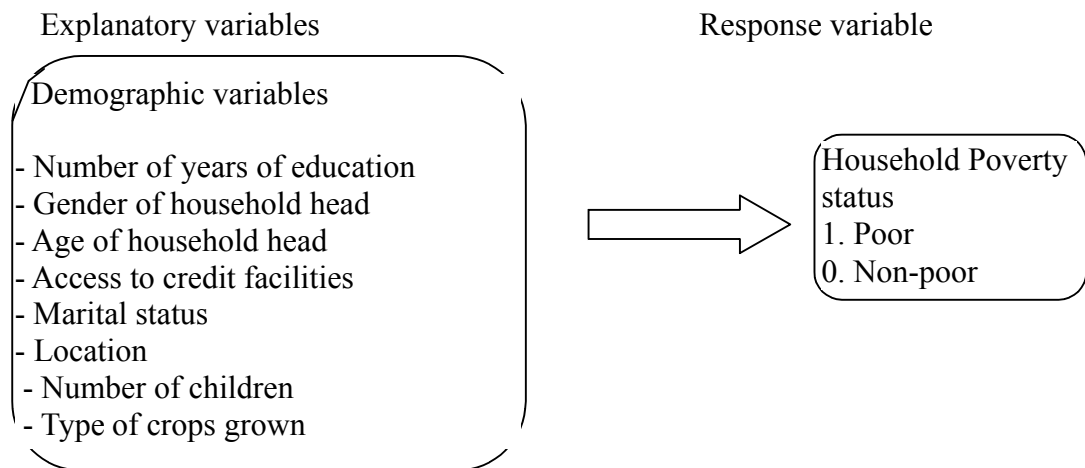 Explanatory variables
Response variable
Demographic variables
- Number of years of education
- Gender of household head
- Age of household head
- Access to credit facilities
- Marital status
- Location
- Number of children
- Type of crops grown
Household Poverty
status
1. Poor
0. Non-poor